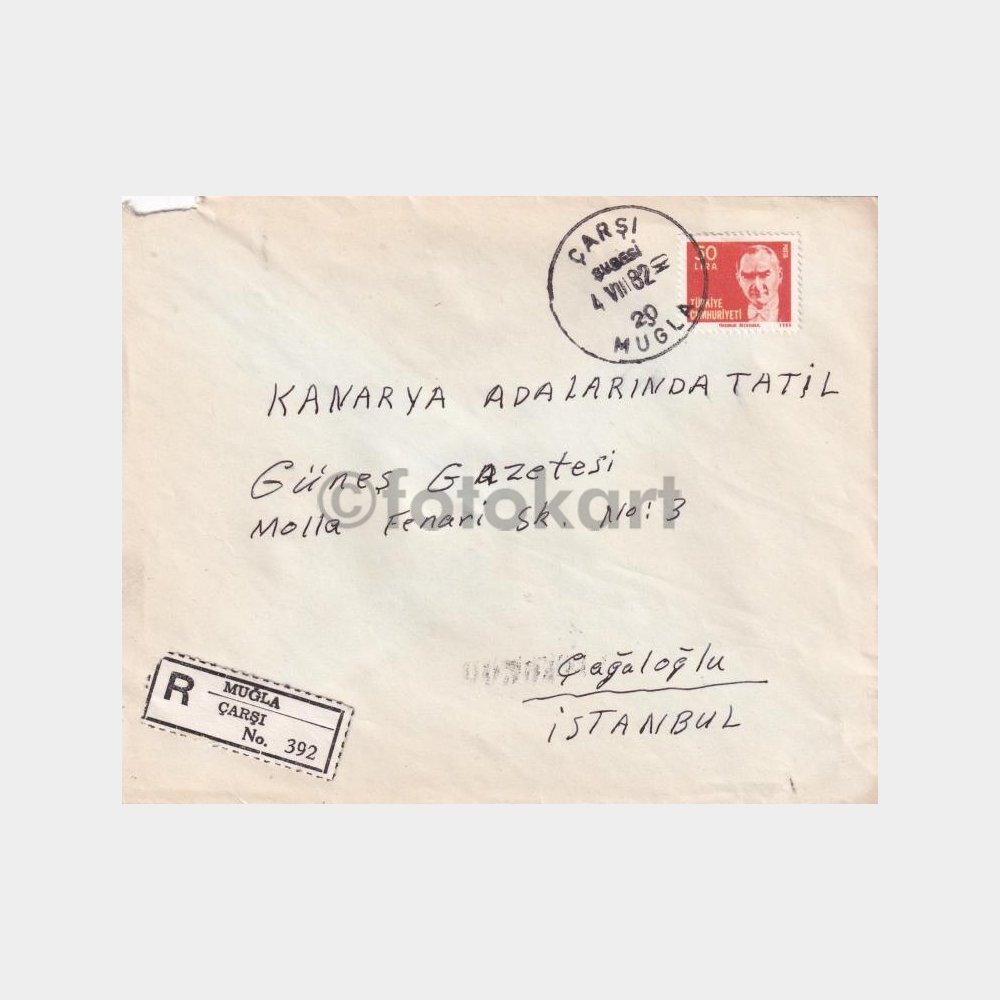 ÇARŞI
ŞUBESİ
4 VIII 82
20
MUĞLA
50
LİRA
TÜRKİYE
CUMHURİYETİ
KANARYA ADALARINDA TATİL
Güneş Gazetesi
Molla Fenari Sk. No: 3
©fotokart
Çağaloğlu
İSTANBUL
R
MUĞLA
ÇARŞI
No. 392